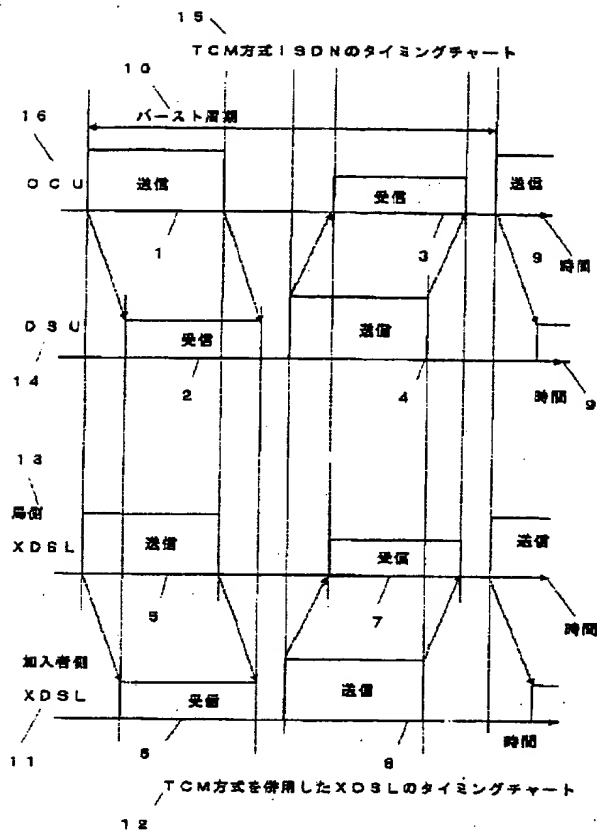 15
TCM方式ISDNのタイミングチャート
10
バースト周期
16
OCU
送信
受信
送信
1
3
9
時間
DSU
受信
送信
14
2
4
時間
9
13
局側
XDSL
送信
受信
送信
5
7
時間
加入者側
XDSL
受信
送信
11
6
8
時間
TCM方式を併用したXDSLのタイミングチャート
12